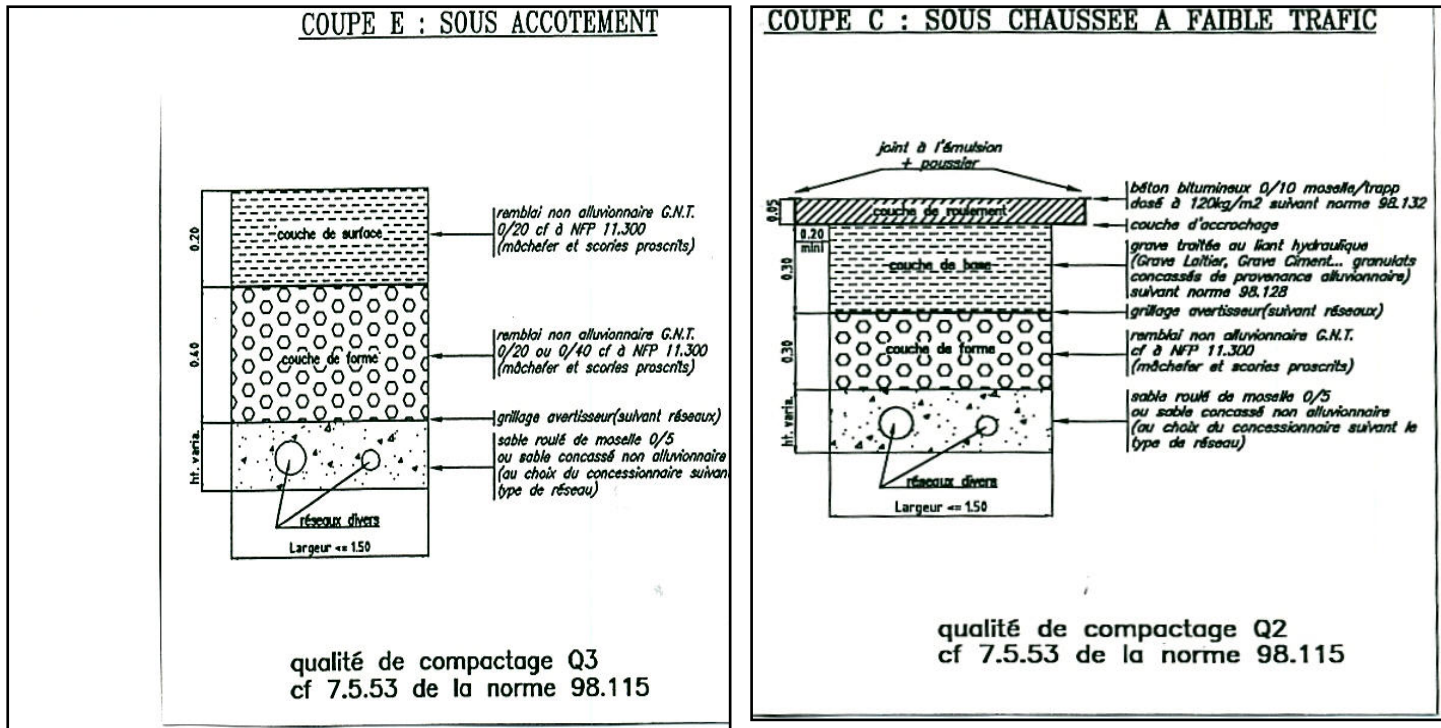 COUPE E : SOUS ACCOTEMENT
0.20
couche de surface
remblai non alluvionnaire G.N.T.
0/20 cf à NFP 11.300
(mâchefer et scories proscrits)
0.40
couche de forme
remblai non alluvionnaire G.N.T.
0/20 ou 0/40 cf à NFP 11.300
(mâchefer et scories proscrits)
grillage avertisseur(suivant réseaux)
ht. varia.
sable roulé de moselle 0/5
ou sable concassé non alluvionnaire
(au choix du concessionnaire suivan
type de réseau)
réseaux divers
Largeur <= 1.50
qualité de compactage Q3
cf 7.5.53 de la norme 98.115
COUPE C : SOUS CHAUSSEE A FAIBLE TRAFIC
joint à l'émulsion
+ poussier
0.05
couche de roulement
béton bitumineux 0/10 moselle/trapp
dosé à 120kg/m2 suivant norme 98.132
couche d'accrochage
0.20
mini
0.30
couche de base
grave traitée au liant hydraulique
(Grave Laitier, Grave Ciment... granulats
concassés de provenance alluvionnaire)
suivant norme 98.128
grillage avertisseur(suivant réseaux)
0.30
couche de forme
remblai non alluvionnaire G.N.T.
cf à NFP 11.300
(mâchefer et scories proscrits)
ht. varia.
sable roulé de moselle 0/5
ou sable concassé non alluvionnaire
(au choix du concessionnaire suivant le
type de réseau)
réseaux divers
Largeur <= 1.50
qualité de compactage Q2
cf 7.5.53 de la norme 98.115